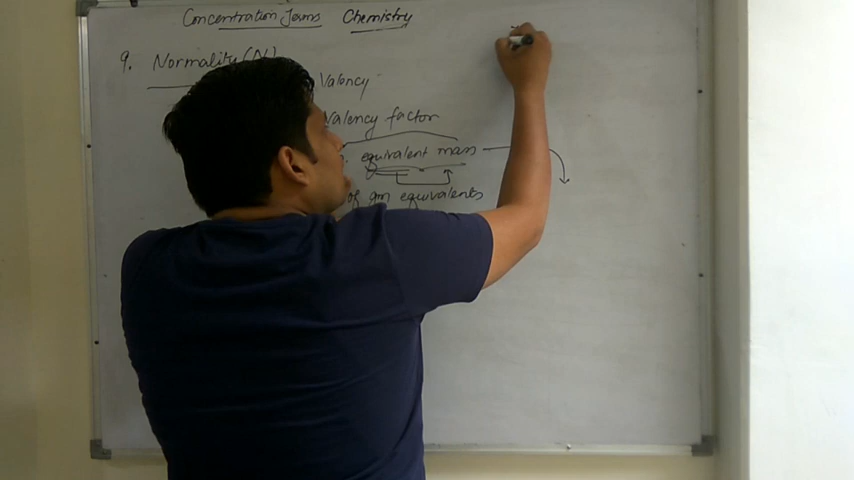 Concentration Terms Chemistry
9. Normality (N)
Valency
Valency factor
equivalent mass
of gm equivalents